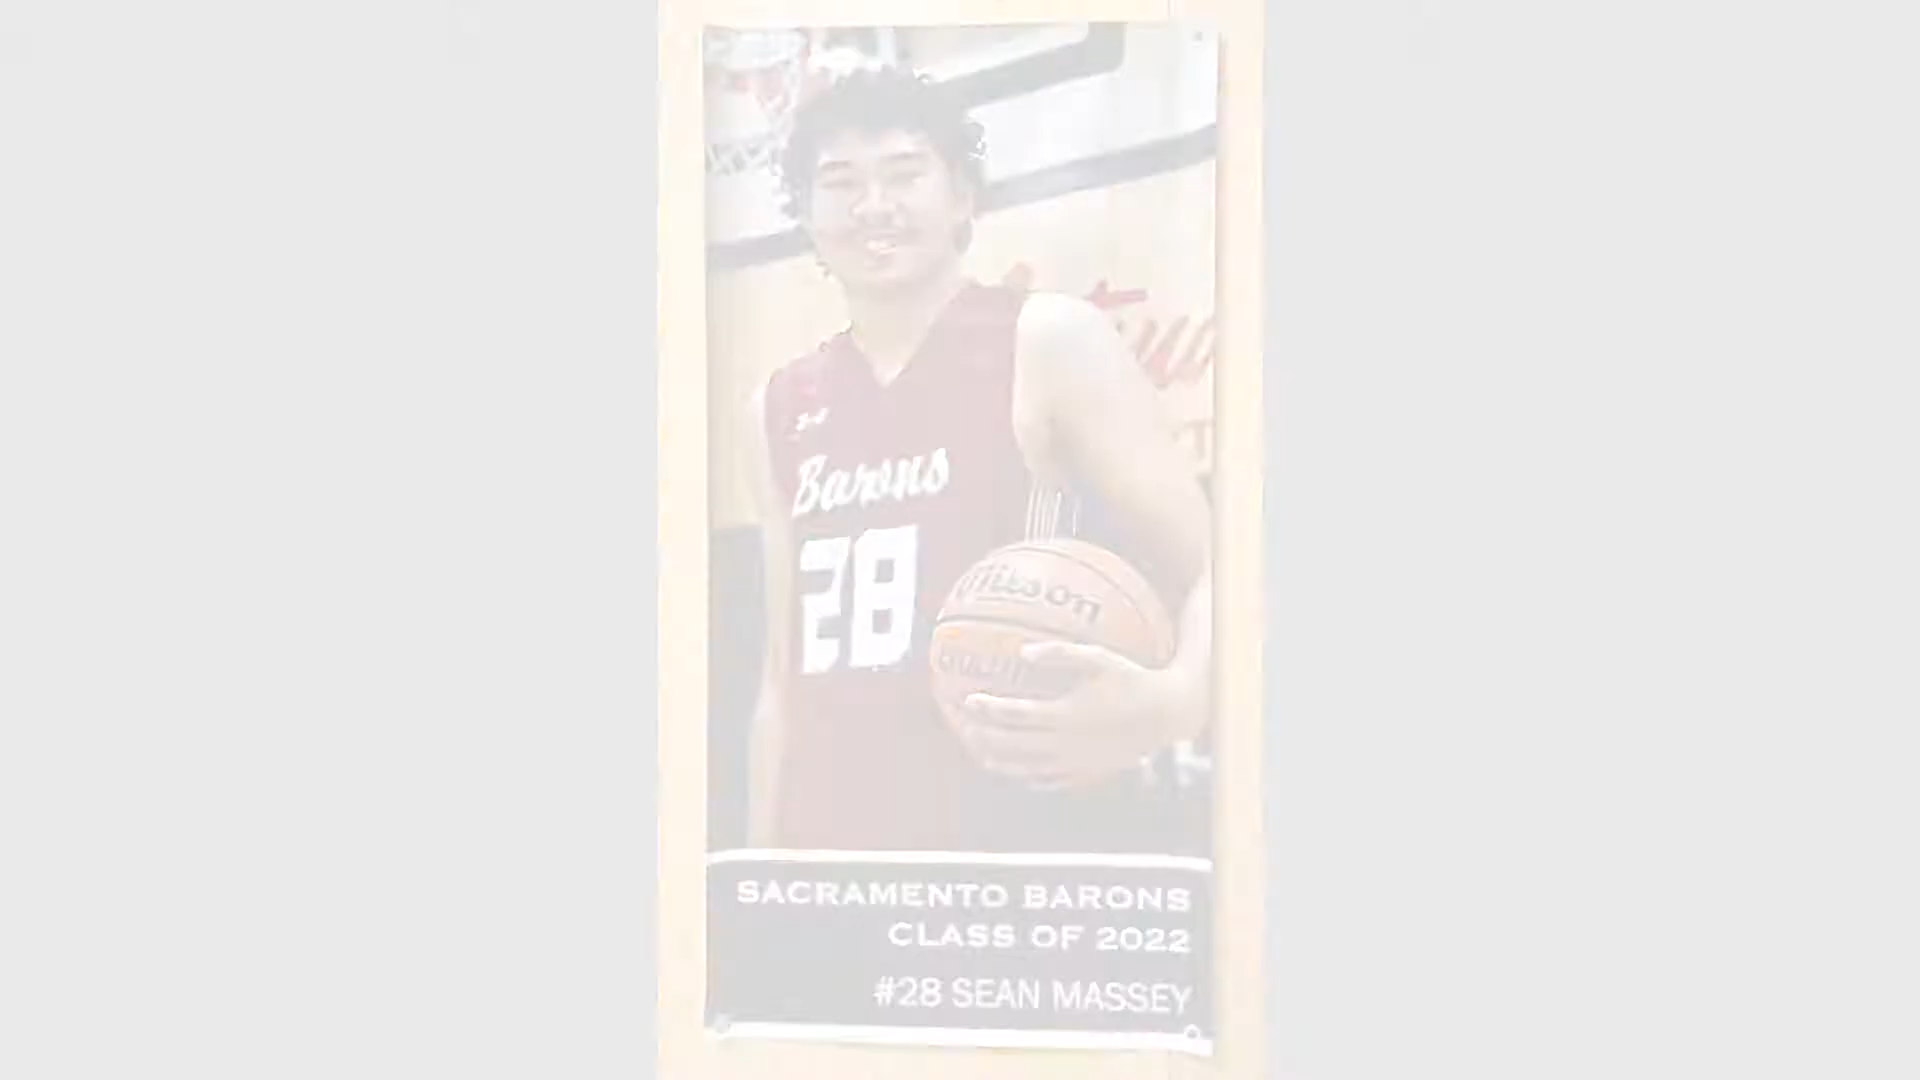 Barons
28
Wilson
SACRAMENTO BARONS
CLASS OF 2022
#28 SEAN MASSEY